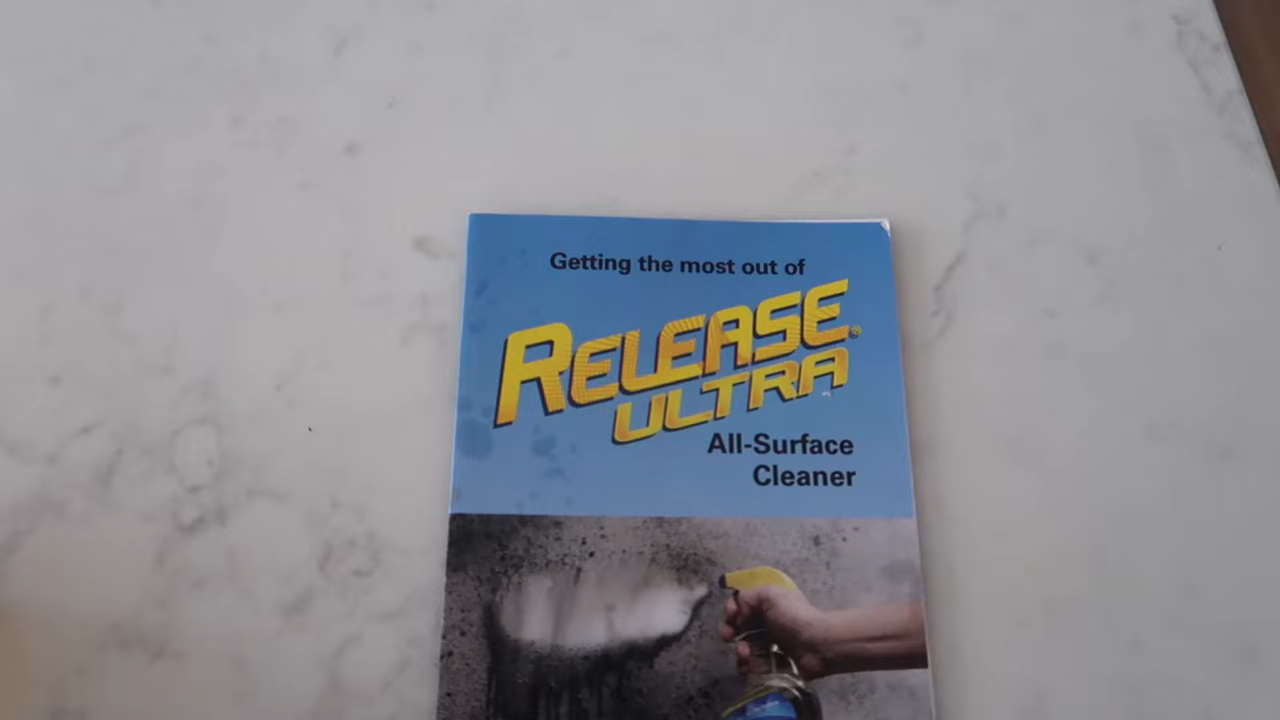 Getting the most out of
RELEASE®
ULTRA
All-Surface
Cleaner